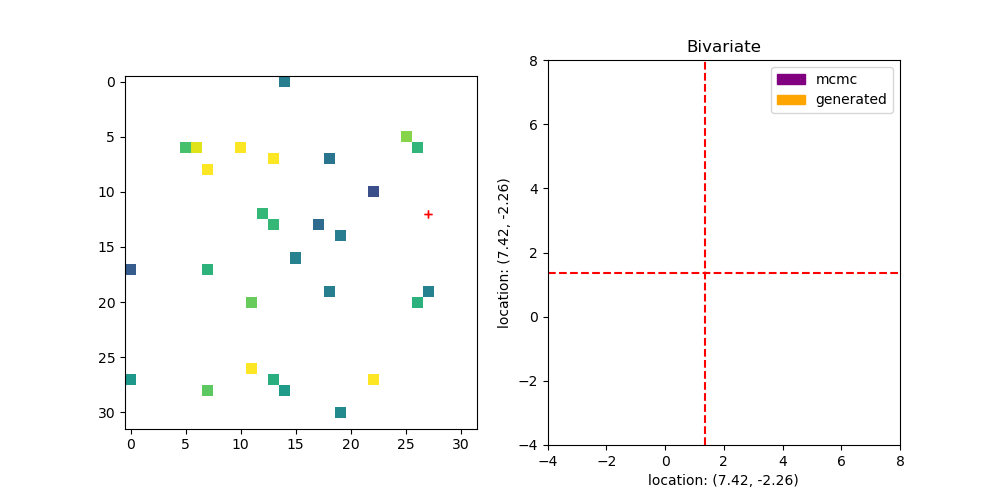 0
5
10
15
20
25
30
0 5 10 15 20 25 30
Bivariate
mcmc
generated
8
6
4
2
0
−2
−4
location: (7.42, -2.26)
−4 −2 0 2 4 6 8
location: (7.42, -2.26)